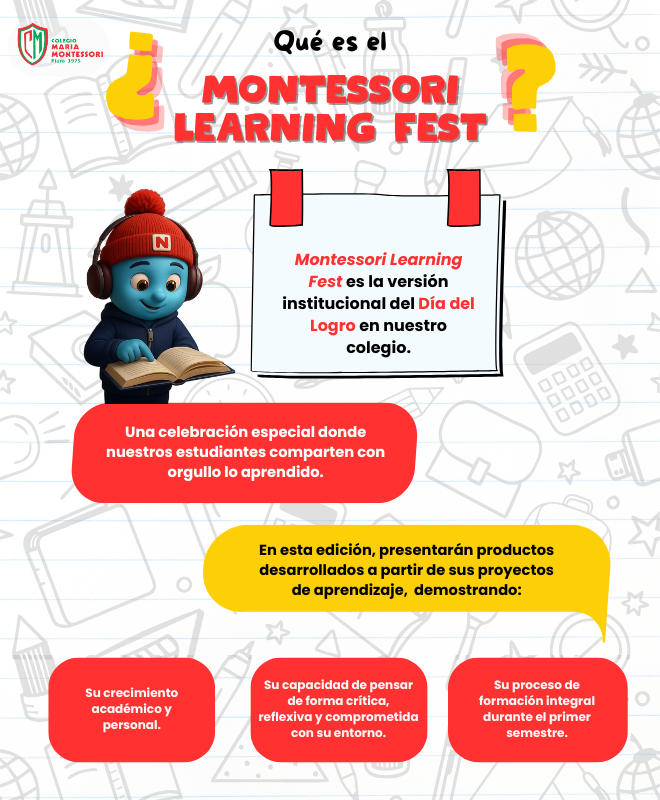 COLEGIO
MARIA
MONTESSORI
Piura 1975
¿Qué es el
MONTESSORI
LEARNING FEST?
N
Montessori Learning
Fest es la versión
institucional del Día del
Logro en nuestro
colegio.
Una celebración especial donde
nuestros estudiantes comparten con
orgullo lo aprendido.
En esta edición, presentarán productos
desarrollados a partir de sus proyectos
de aprendizaje, demostrando:
Su crecimiento
académico y
personal.
Su capacidad de pensar
de forma crítica,
reflexiva y comprometida
con su entorno.
Su proceso de
formación integral
durante el primer
semestre.